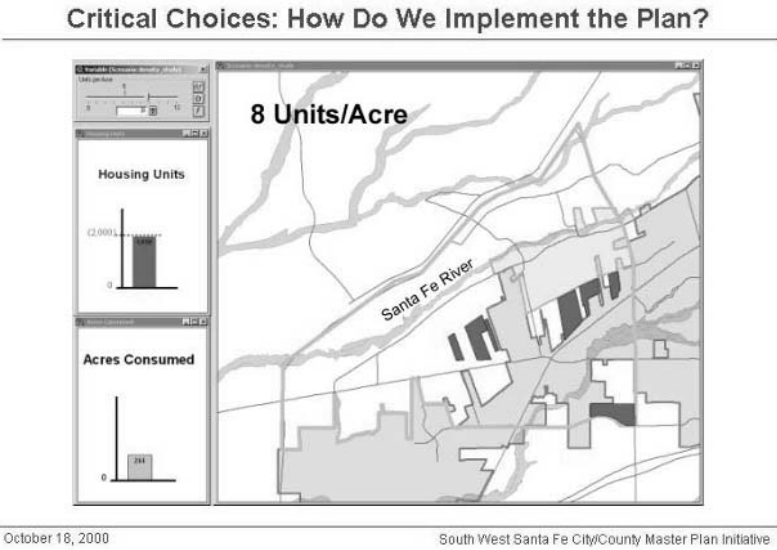 Critical Choices: How Do We Implement the Plan?
8 Units/Acre
Housing Units
(2,000)
0
Santa Fe River
Acres Consumed
244
0
October 18, 2000
South West Santa Fe City/County Master Plan Initiative